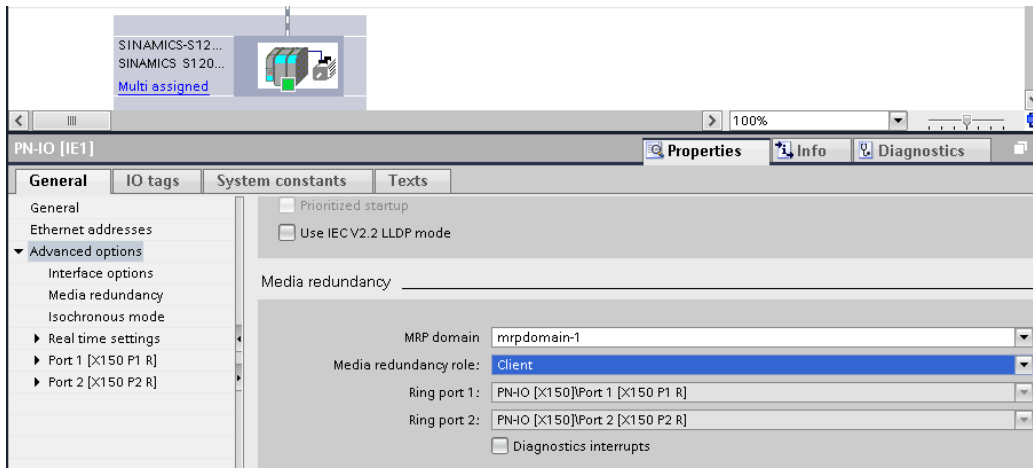 SINAMICS-S12...
SINAMICS S120...
Multi assigned
100%
PN-IO [IE1]
Properties
Info
Diagnostics
General
IO tags
System constants
Texts
General
Ethernet addresses
Advanced options
Interface options
Media redundancy
Isochronous mode
Real time settings
Port 1 [X150 P1 R]
Port 2 [X150 P2 R]
Prioritized startup
Use IEC V2.2 LLDP mode
Media redundancy
MRP domain mrpdomain-1
Media redundancy role: Client
Ring port 1: PN-IO [X150]\Port 1 [X150 P1 R]
Ring port 2: PN-IO [X150]\Port 2 [X150 P2 R]
Diagnostics interrupts